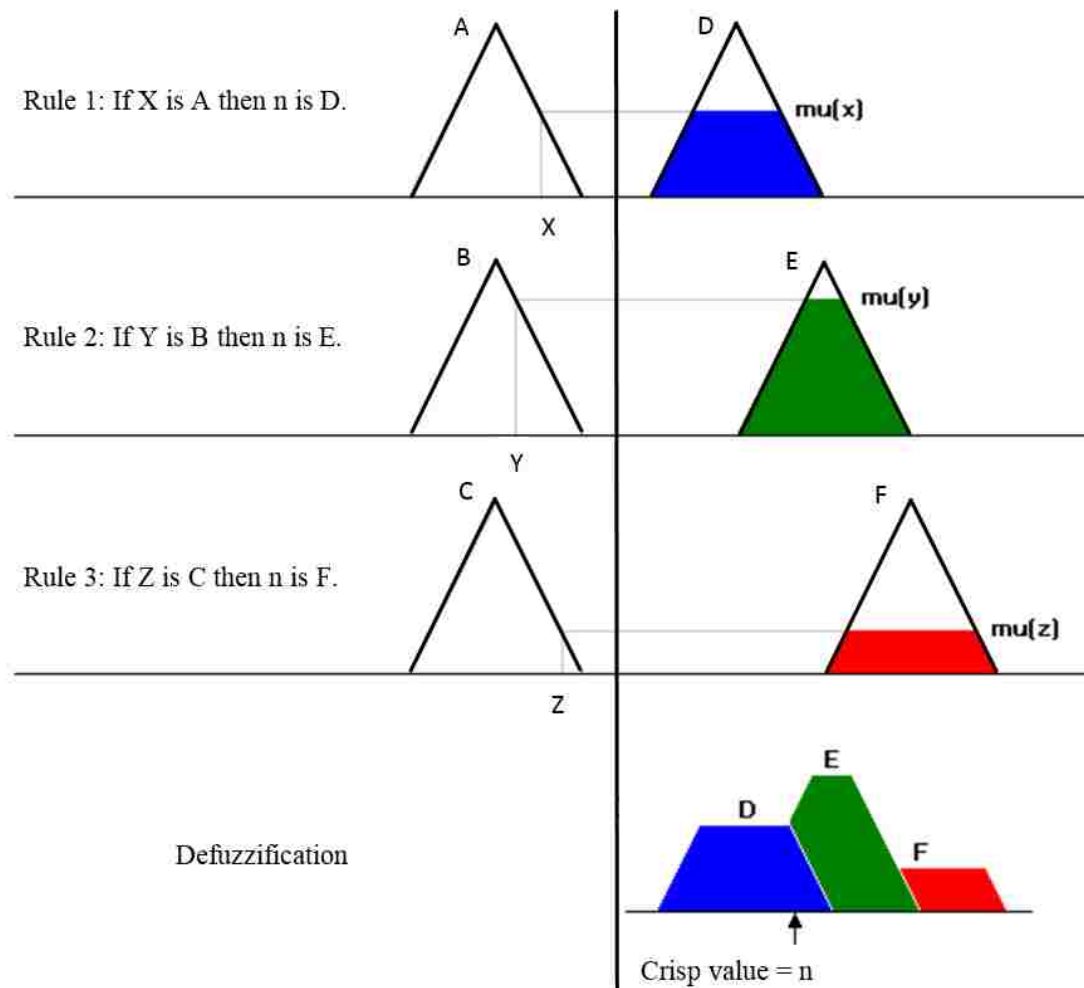 A
D
Rule 1: If X is A then n is D.
mu(x)
X
B
E
mu(y)
Rule 2: If Y is B then n is E.
Y
C
F
Rule 3: If Z is C then n is F.
mu(z)
Z
E
D
F
Defuzzification
Crisp value = n